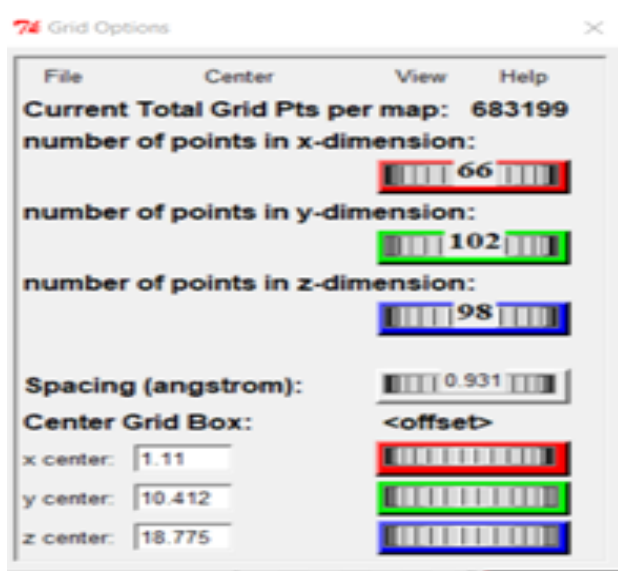 Grid Options
File Center View Help
Current Total Grid Pts per map: 683199
number of points in x-dimension:
66
number of points in y-dimension:
102
number of points in z-dimension:
98
Spacing (angstrom): 0.931
Center Grid Box: <offset>
x center: 1.11
y center: 10.412
z center: 18.775